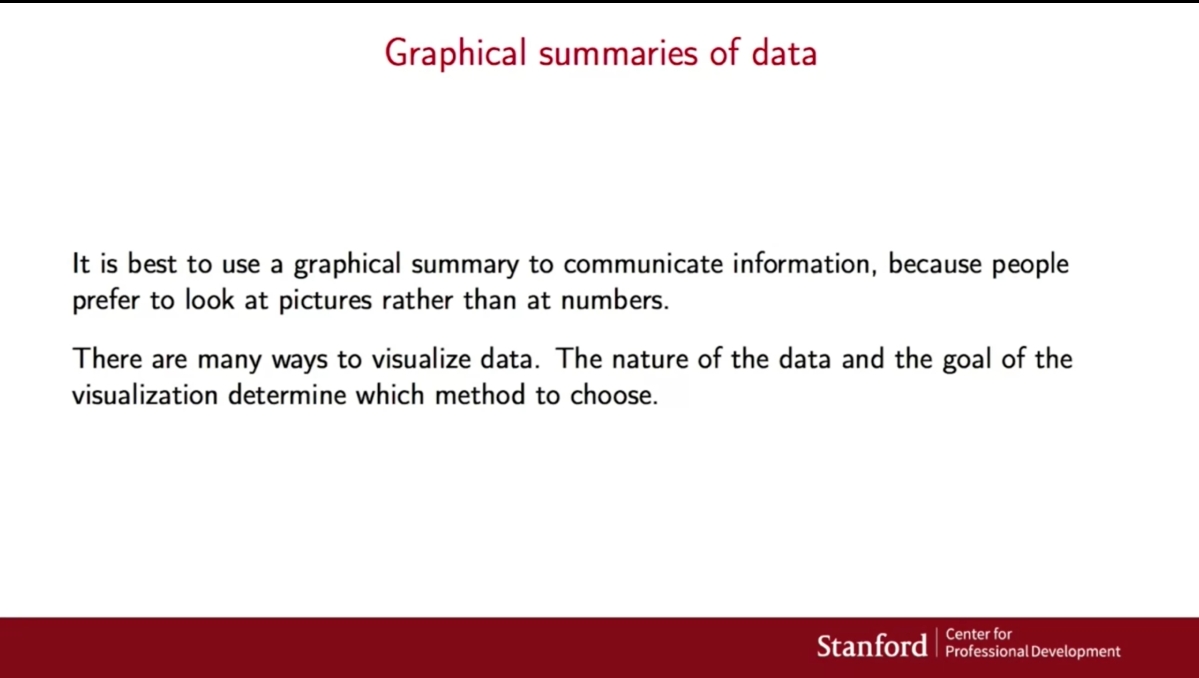 Graphical summaries of data
It is best to use a graphical summary to communicate information, because people
prefer to look at pictures rather than at numbers.
There are many ways to visualize data. The nature of the data and the goal of the
visualization determine which method to choose.
Stanford
Center for
Professional Development